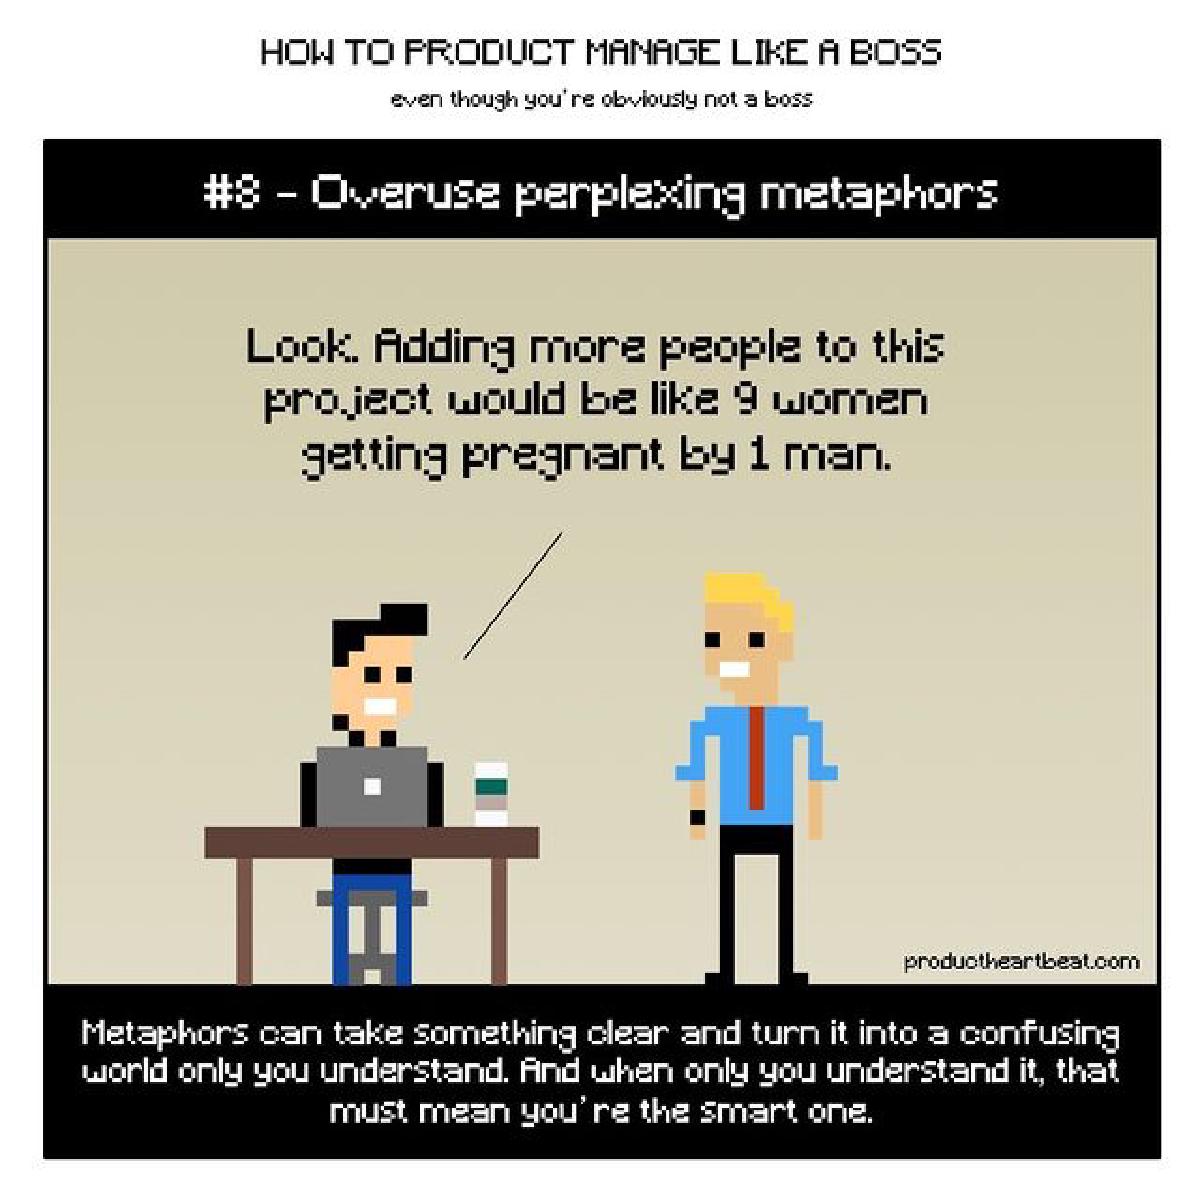 HOW TO PRODUCT MANAGE LIKE A BOSS
even though you're obviously not a boss
#8 - Overuse perplexing metaphors
Look. Adding more people to this
project would be like 9 women
getting pregnant by 1 man.
productheartbeat.com
Metaphors can take something clear and turn it into a confusing
world only you understand. And when only you understand it, that
must mean you're the smart one.